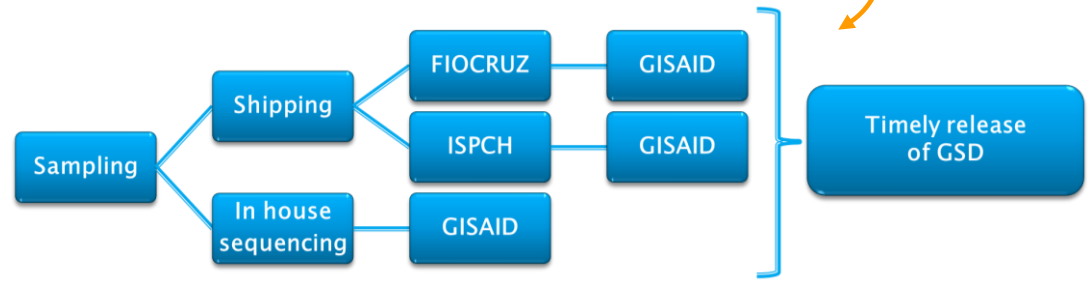 FIOCRUZ
GISAID
Shipping
Sampling
ISPCH
GISAID
In house
sequencing
GISAID
Timely release
of GSD